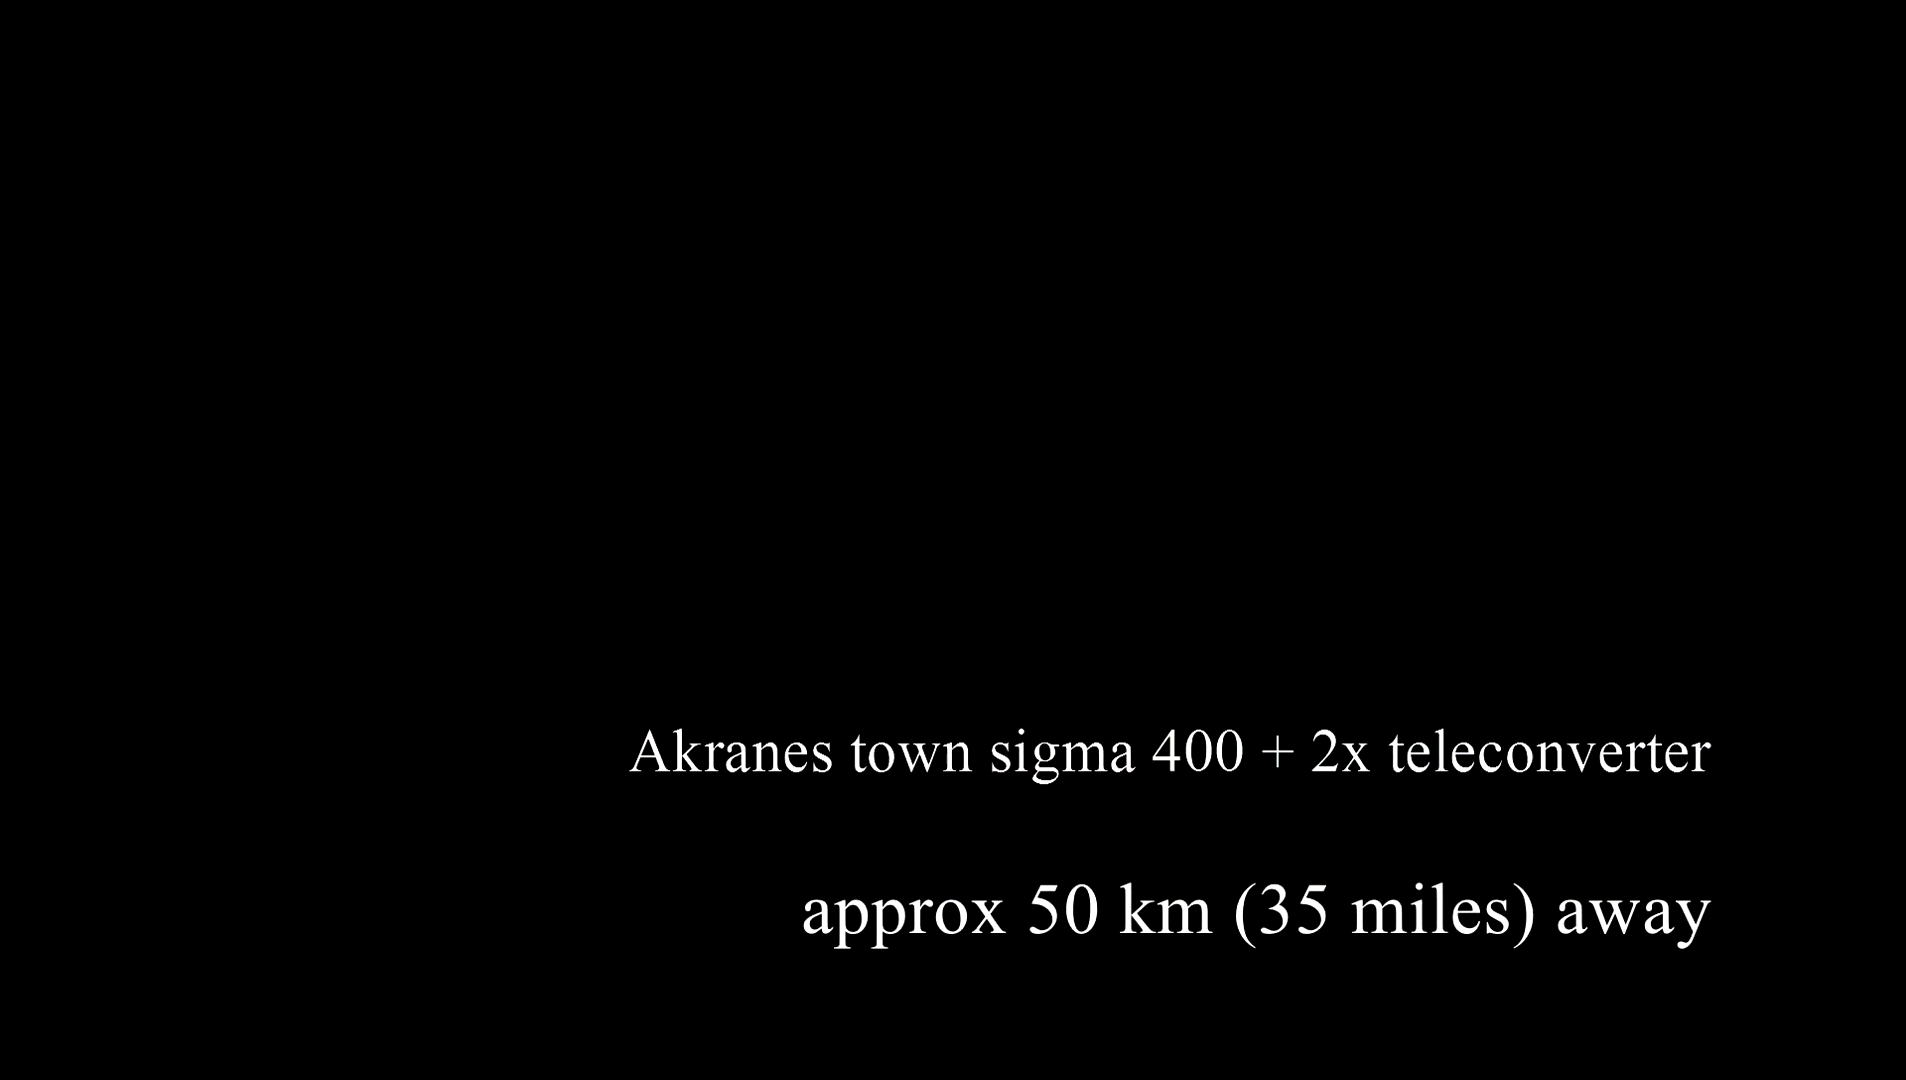 Akranes town sigma 400 + 2x teleconverter
approx 50 km (35 miles) away